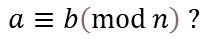 a ≡ b(mod n) ?